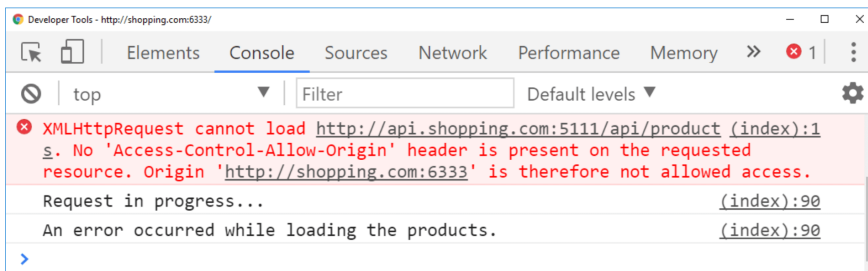 Developer Tools - http://shopping.com:6333/
Elements Console Sources Network Performance Memory » 1
top ▼ Filter Default levels ▼
XMLHttpRequest cannot load http://api.shopping.com:5111/api/product (index):1
s. No 'Access-Control-Allow-Origin' header is present on the requested
resource. Origin 'http://shopping.com:6333' is therefore not allowed access.
Request in progress... (index):90
An error occurred while loading the products. (index):90